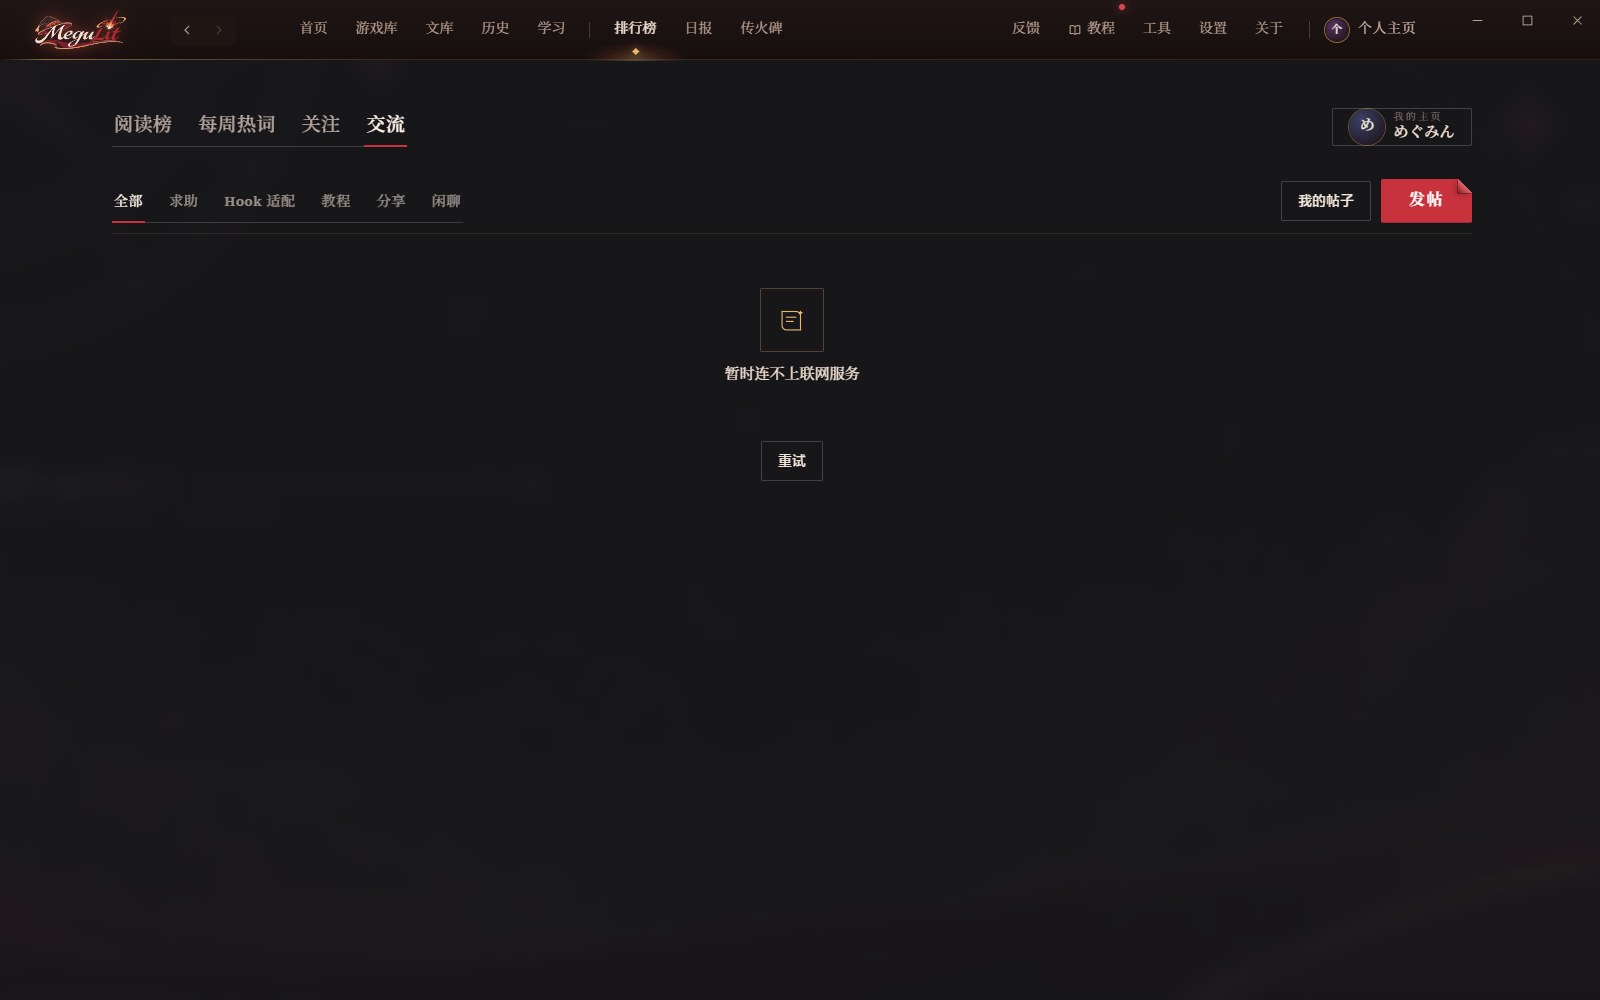 MeguLit
首页 游戏库 文库 历史 学习 排行榜 日报 传火碑 反馈 教程 工具 设置 关于 个 个人主页
阅读榜 每周热词 关注 交流
め 我的主页
めぐみん
全部 求助 Hook 适配 教程 分享 闲聊
我的帖子 发帖
暂时连不上联网服务
重试